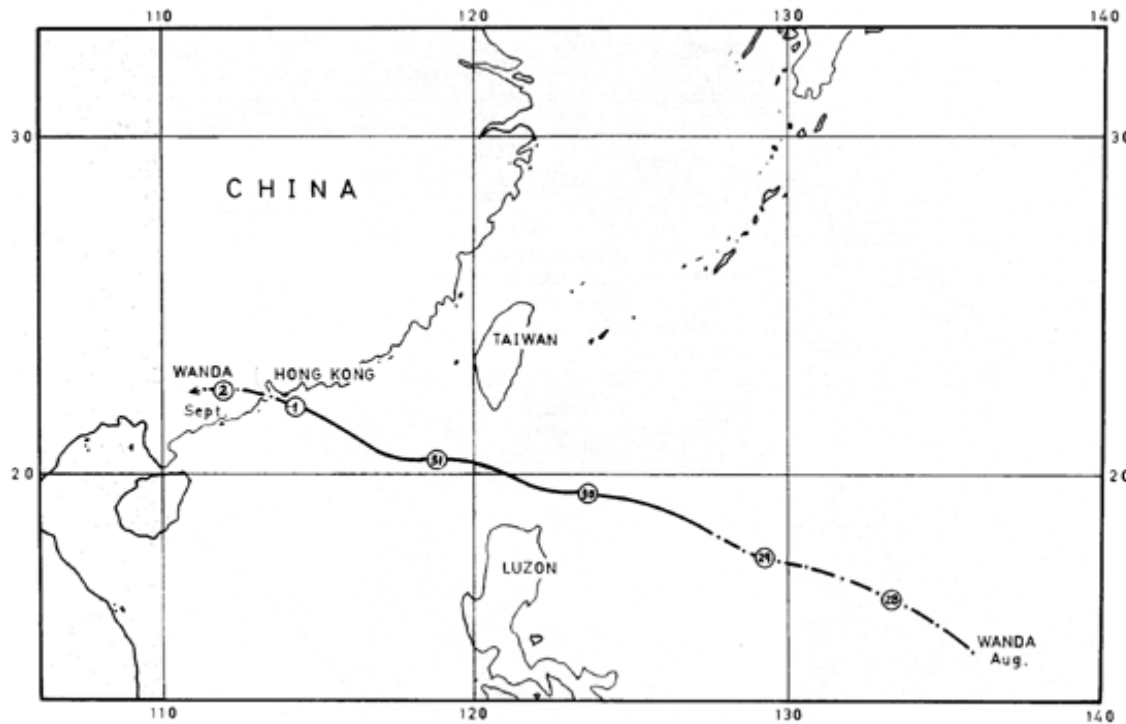 110 120 130 140
30 30
CHINA
TAIWAN
WANDA HONG KONG
2
Sept.
1
31
20 20
30
29
LUZON
28
WANDA
Aug.
110 120 130 140